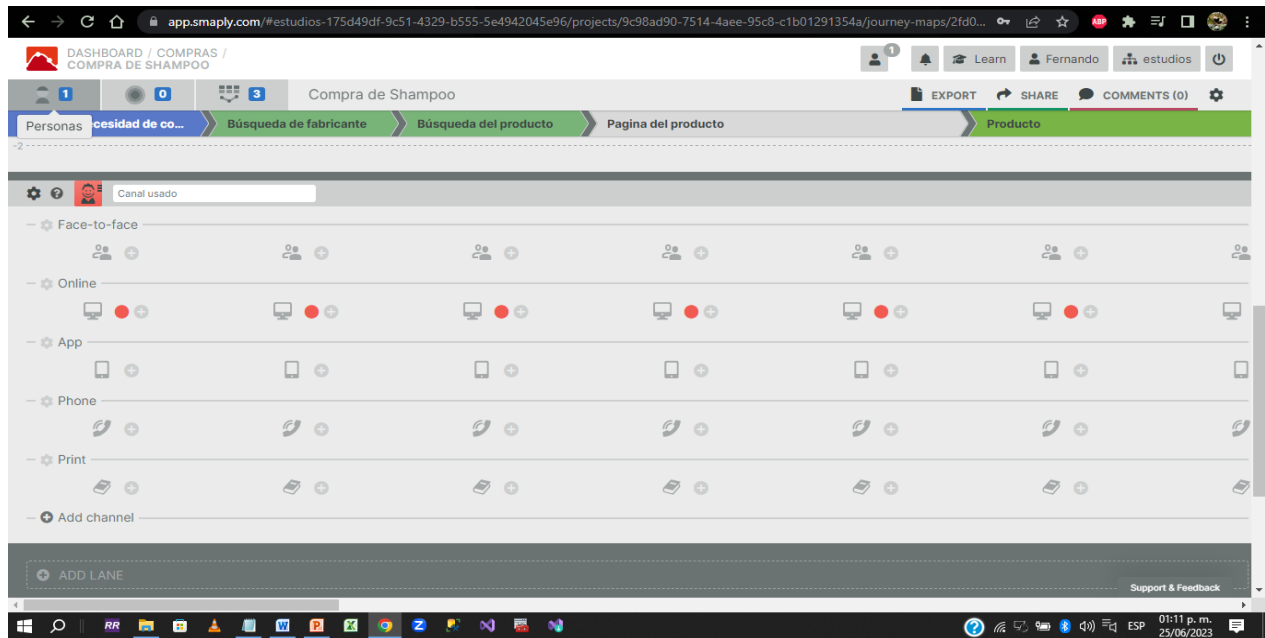 app.smaply.com/#estudios-175d49df-9c51-4329-b555-5e4942045e96/projects/9c98ad90-7514-4aee-95c8-c1b01291354a/journey-maps/2fd0...
ABP
DASHBOARD / COMPRAS /
COMPRA DE SHAMPOO
1
Learn
Fernando
estudios
1
0
3
Compra de Shampoo
EXPORT
SHARE
COMMENTS (0)
Personas
cesidad de co...
Búsqueda de fabricante
Búsqueda del producto
Pagina del producto
Producto
-2
Canal usado
Face-to-face
Online
App
Phone
Print
Add channel
ADD LANE
Support & Feedback
RR
ESP
01:11 p. m.
25/06/2023